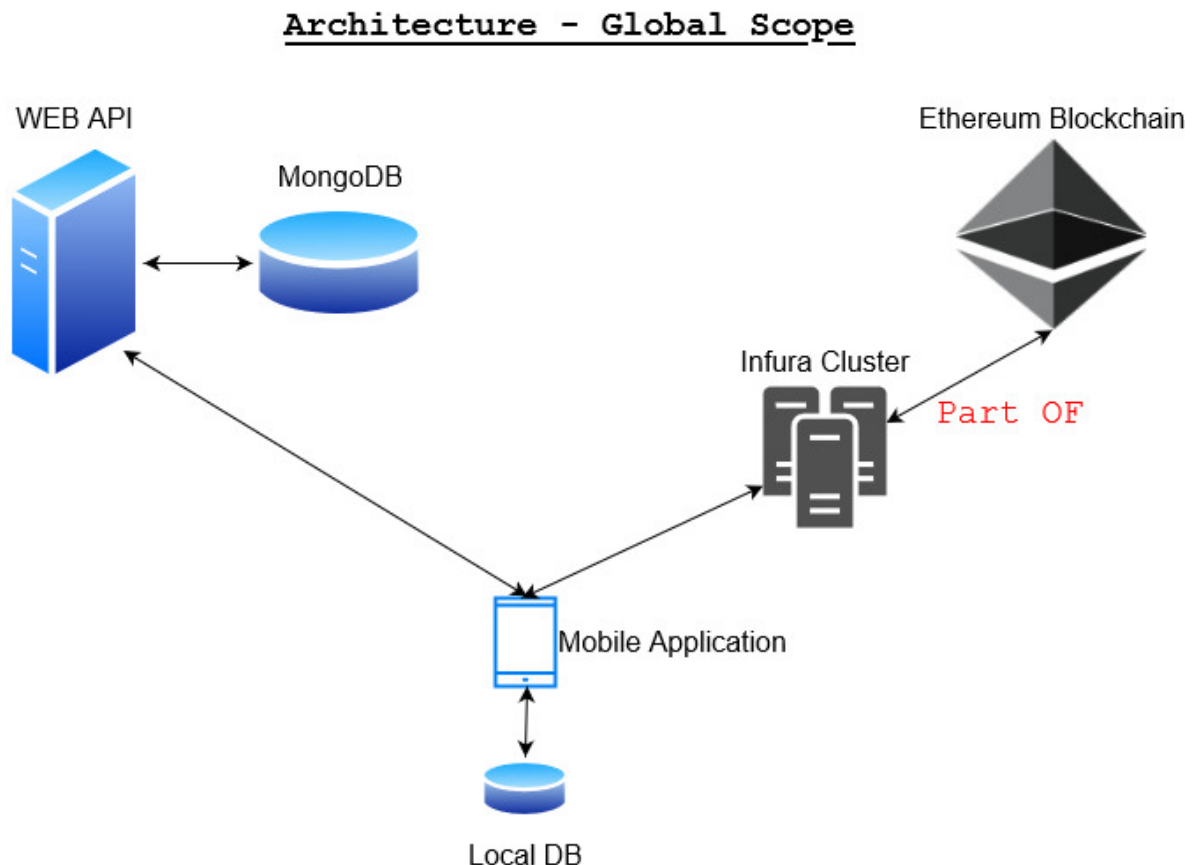 Architecture - Global Scope
WEB API
Ethereum Blockchain
MongoDB
Infura Cluster
Part OF
Mobile Application
Local DB